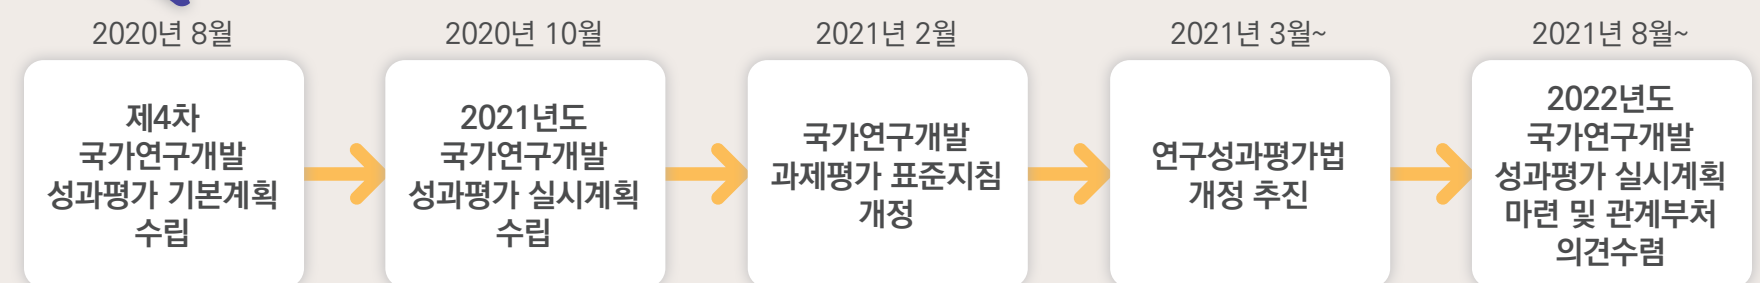 2020년 8월
제4차
국가연구개발
성과평가 기본계획
수립
2020년 10월
2021년도
국가연구개발
성과평가 실시계획
수립
2021년 2월
국가연구개발
과제평가 표준지침
개정
2021년 3월~
연구성과평가법
개정 추진
2021년 8월~
2022년도
국가연구개발
성과평가 실시계획
마련 및 관계부처
의견수렴